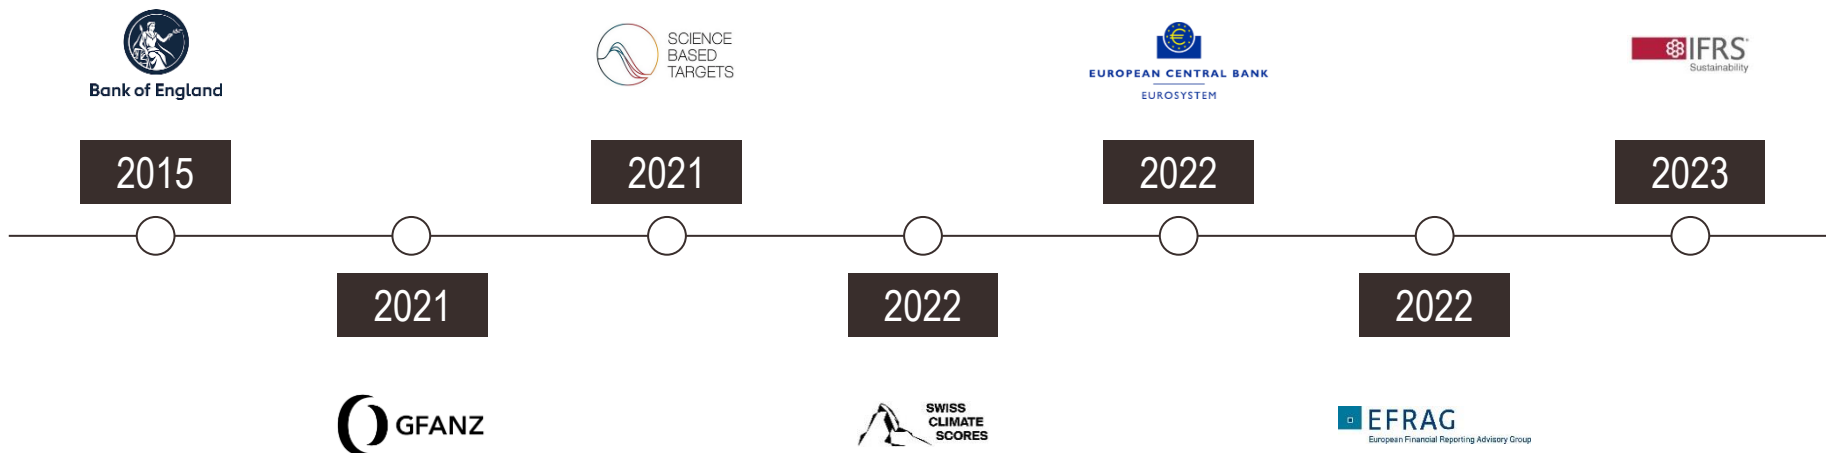 Bank of England
SCIENCE
BASED
TARGETS
EUROPEAN CENTRAL BANK
EUROSYSTEM
IFRS
Sustainability
2015
2021
2022
2023
2021
2022
2022
GFANZ
SWISS
CLIMATE
SCORES
EFRAG
European Financial Reporting Advisory Group